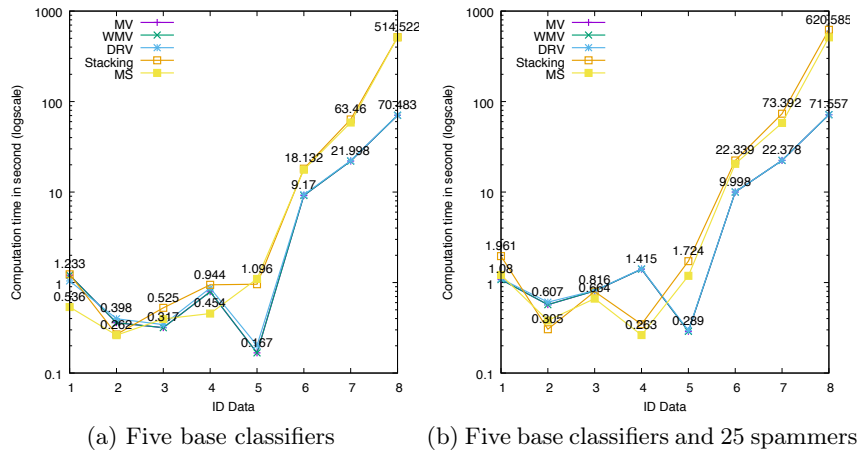 MV
WMV
DRV
Stacking
MS
Computation time in second (logscale)
1000
100
10
1
0.1
1.233
0.536
0.398
0.262
0.525
0.317
0.944
0.454
1.096
0.167
18.132
9.17
63.46
21.998
514.522
70.483
1 2 3 4 5 6 7 8
ID Data
(a) Five base classifiers
MV
WMV
DRV
Stacking
MS
Computation time in second (logscale)
1000
100
10
1
0.1
1.961
1.08
0.607
0.305
0.816
0.664
1.415
0.263
1.724
0.289
22.339
9.998
73.392
22.378
620.585
71.557
1 2 3 4 5 6 7 8
ID Data
(b) Five base classifiers and 25 spammers